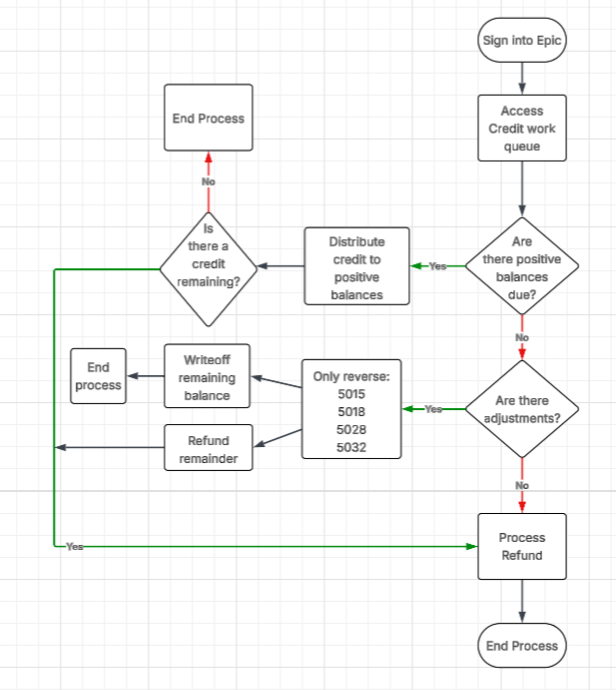 Sign into Epic
Access
Credit work
queue
End Process
No
Is
there a
credit
remaining?
Distribute
credit to
positive
balances
Yes
Are
there positive
balances
due?
No
End
process
Writeoff
remaining
balance
Only reverse:
5015
5018
5028
5032
Yes
Are there
adjustments?
Refund
remainder
No
Yes
Process
Refund
End Process